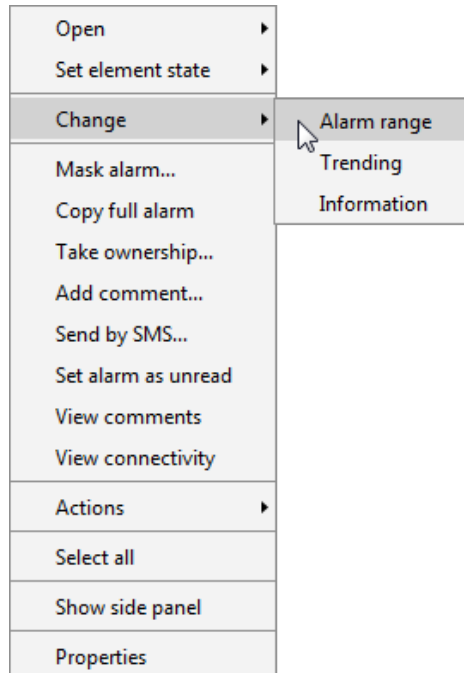 Open
Set element state
Change
Alarm range
Trending
Information
Mask alarm...
Copy full alarm
Take ownership...
Add comment...
Send by SMS...
Set alarm as unread
View comments
View connectivity
Actions
Select all
Show side panel
Properties